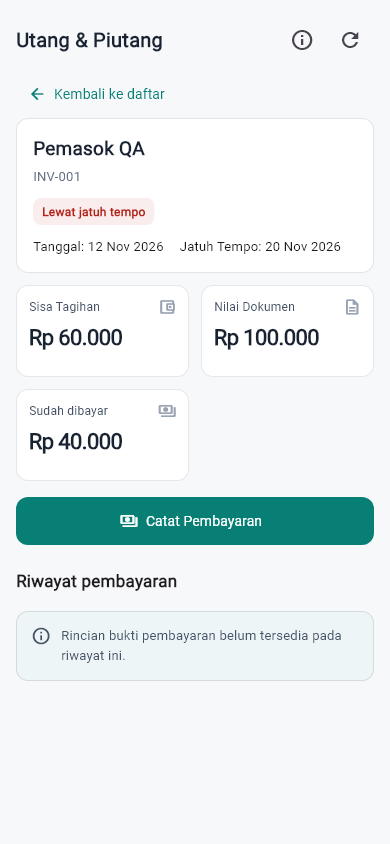 Utang & Piutang
Kembali ke daftar
Pemasok QA
INV-001
Lewat jatuh tempo
Tanggal: 12 Nov 2026 Jatuh Tempo: 20 Nov 2026
Sisa Tagihan
Rp 60.000
Nilai Dokumen
Rp 100.000
Sudah dibayar
Rp 40.000
Catat Pembayaran
Riwayat pembayaran
Rincian bukti pembayaran belum tersedia pada
riwayat ini.